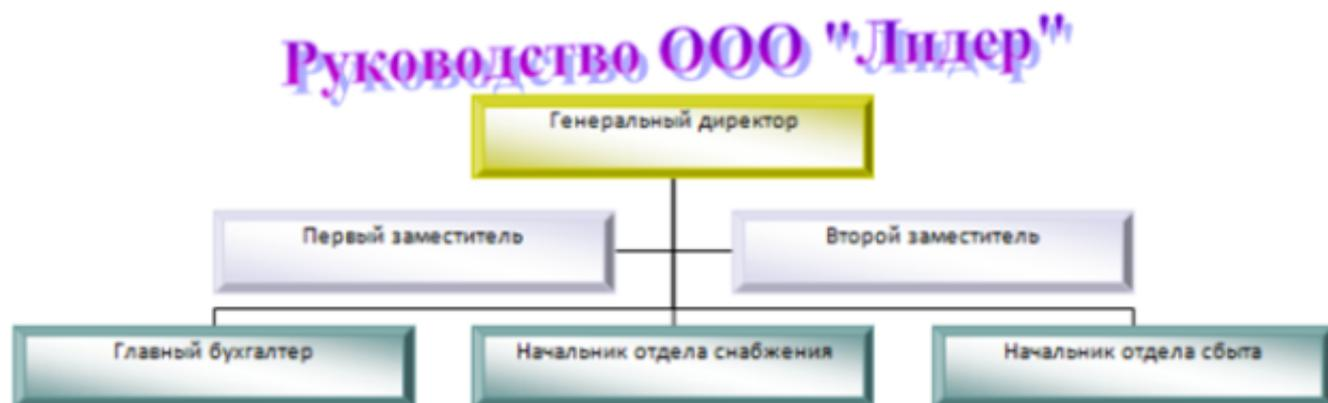 Руководство ООО "Лидер"
Генеральный директор
Первый заместитель
Второй заместитель
Главный бухгалтер
Начальник отдела снабжения
Начальник отдела сбыта